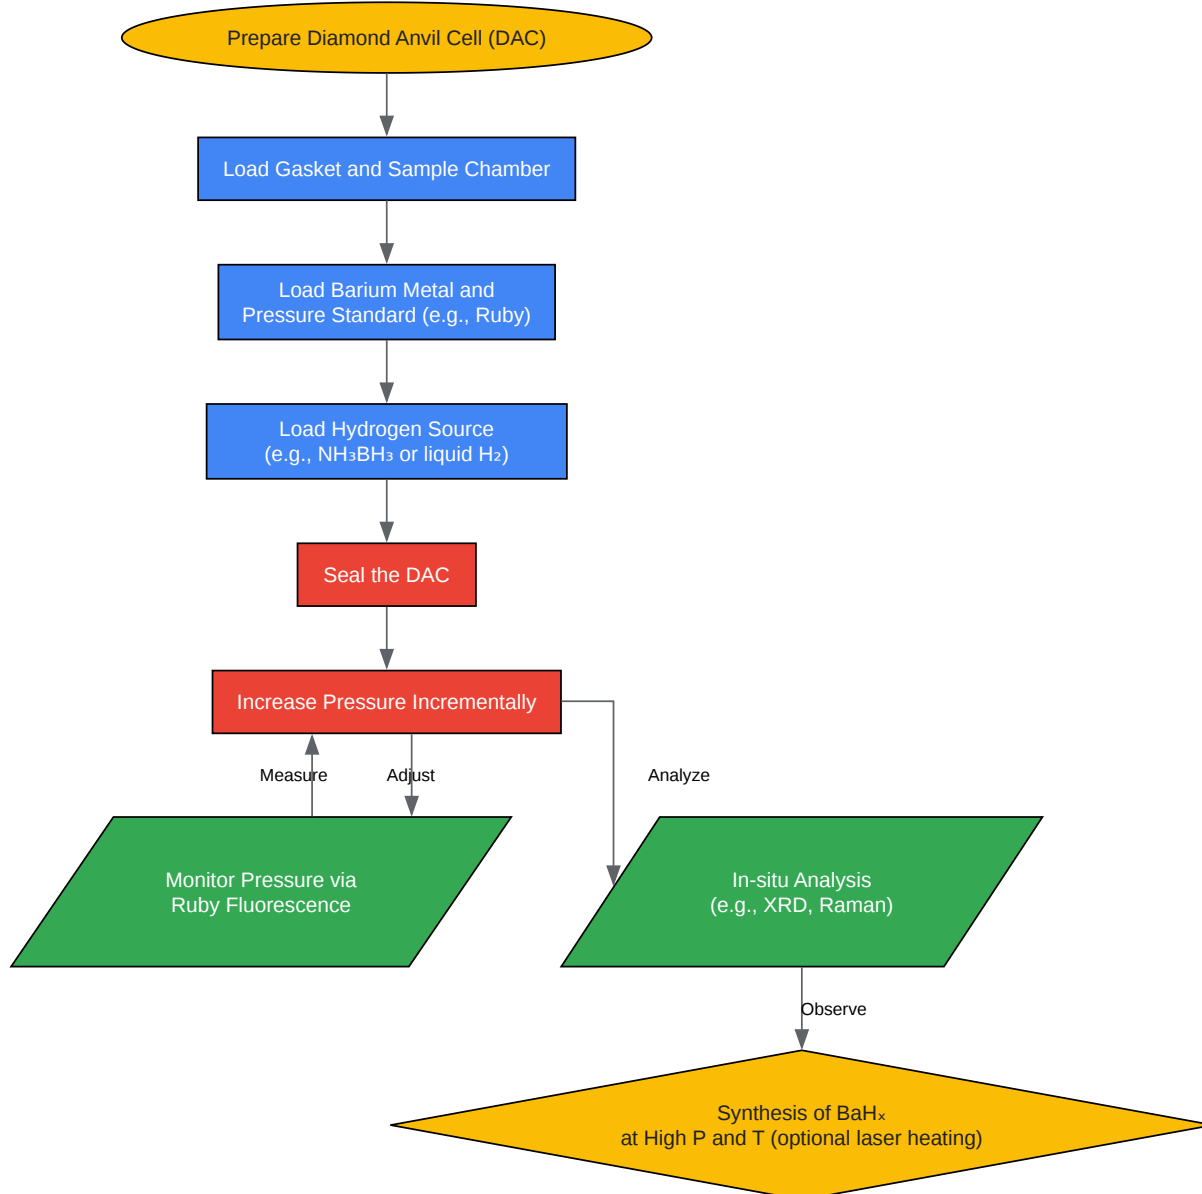 Prepare Diamond Anvil Cell (DAC)
Load Gasket and Sample Chamber
Load Barium Metal and
Pressure Standard (e.g., Ruby)
Load Hydrogen Source
(e.g., NH₃BH₃ or liquid H₂)
Seal the DAC
Increase Pressure Incrementally
Measure
Adjust
Analyze
Monitor Pressure via
Ruby Fluorescence
In-situ Analysis
(e.g., XRD, Raman)
Observe
Synthesis of BaHₓ
at High P and T (optional laser heating)